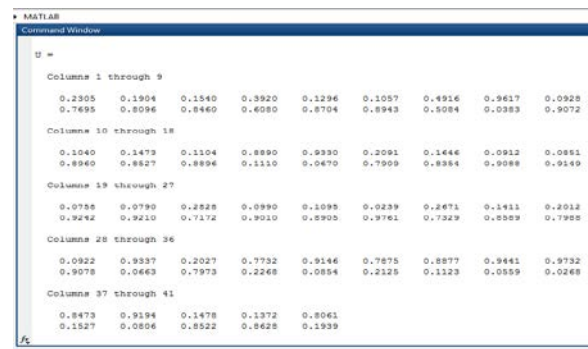 MATLAB
Command Window
U =
Columns 1 through 9
0.2305 0.1904 0.1540 0.3920 0.1296 0.1057 0.4916 0.9617 0.0928
0.7695 0.8096 0.8460 0.6080 0.8704 0.8943 0.5084 0.0383 0.9072
Columns 10 through 18
0.1040 0.1473 0.1104 0.8890 0.9330 0.2091 0.1646 0.0912 0.0851
0.8960 0.8527 0.8896 0.1110 0.0670 0.7909 0.8354 0.9088 0.9149
Columns 19 through 27
0.0758 0.0790 0.2828 0.0990 0.1095 0.0239 0.2671 0.1411 0.2012
0.9242 0.9210 0.7172 0.9010 0.8905 0.9761 0.7329 0.8589 0.7988
Columns 28 through 36
0.0922 0.9337 0.2027 0.7732 0.9146 0.7875 0.8877 0.9441 0.9732
0.9078 0.0663 0.7973 0.2268 0.0854 0.2125 0.1123 0.0559 0.0268
Columns 37 through 41
0.8473 0.9194 0.1478 0.1372 0.8061
0.1527 0.0806 0.8522 0.8628 0.1939
fx